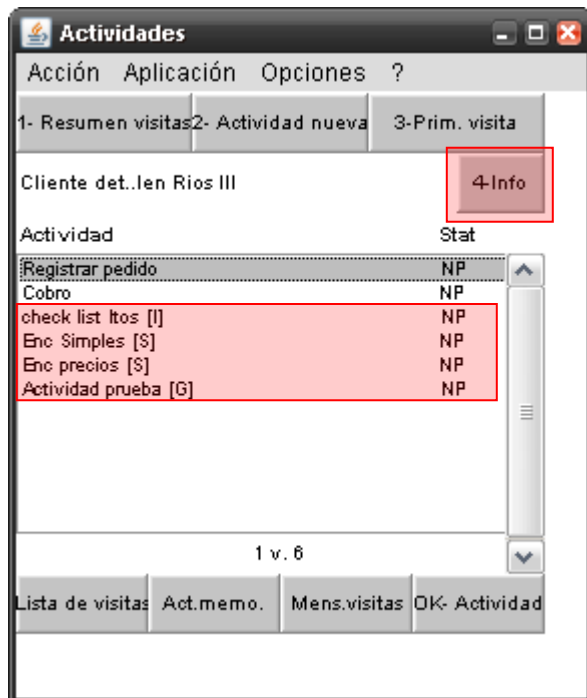 Actividades
Acción Aplicación Opciones ?
1- Resumen visitas 2- Actividad nueva 3-Prim. visita
Cliente det..len Rios III 4-Info
Actividad Stat
Registrar pedido NP
Cobro NP
check list Itos [I] NP
Enc Simples [S] NP
Enc precios [S] NP
Actividad prueba [G] NP
1 v. 6
Lista de visitas Act.memo. Mens.visitas OK- Actividad